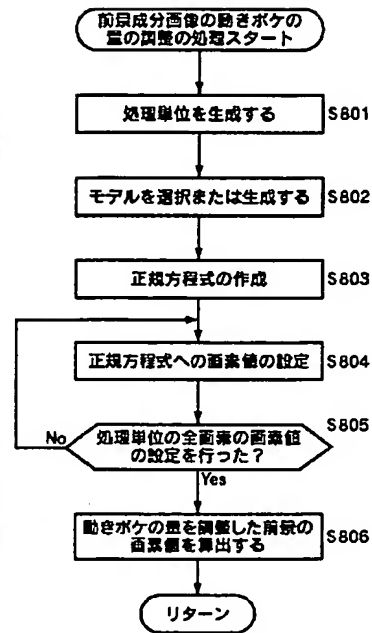 前景成分画像の動きボケの
量の調整の処理スタート
処理単位を生成する
S801
モデルを選択または生成する
S802
正規方程式の作成
S803
正規方程式への画素値の設定
S804
S805
処理単位の全画素の画素値
の設定を行った?
No
Yes
動きボケの量を調整した前景の
画素値を算出する
S806
リターン